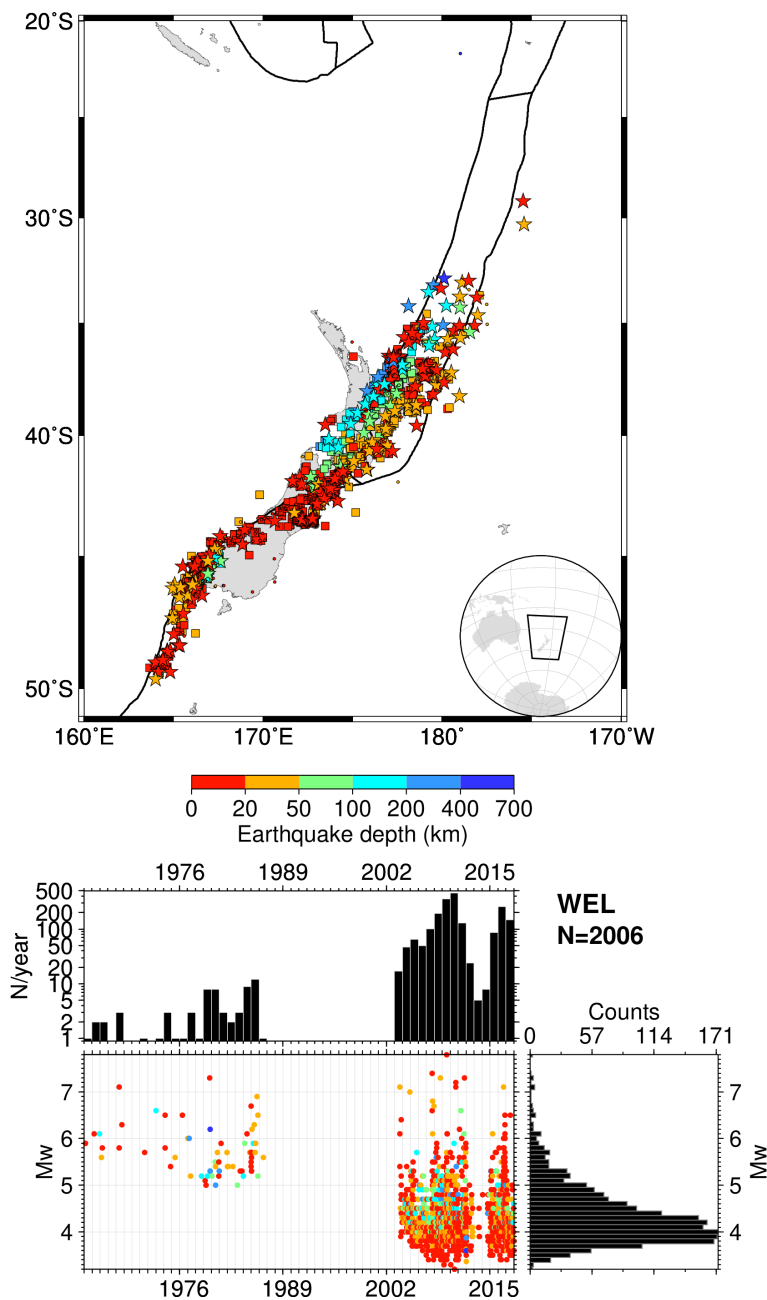 20˚S
30˚S
40˚S
50˚S
160˚E 170˚E 180˚ 170˚W
0 20 50 100 200 400 700
Earthquake depth (km)
1976 1989 2002 2015
500
200
100
50
20
10
5
2
1
N/year
WEL
N=2006
Counts
0 57 114 171
7
6
5
4
Mw
7
6
5
4
Mw
1976 1989 2002 2015